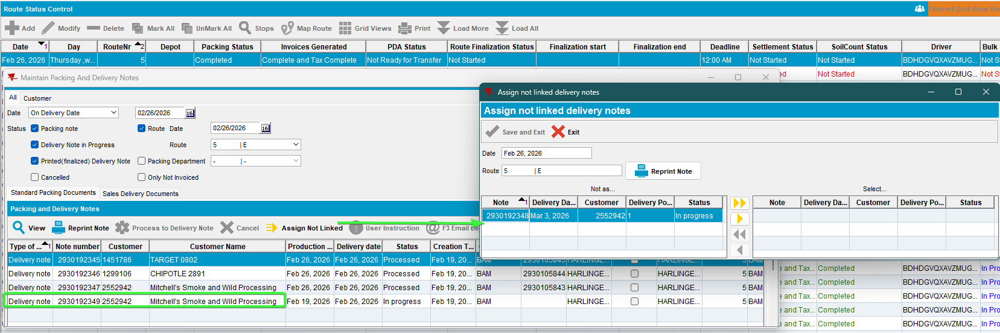 Route Status Control
Filtered Grid View Ro
Add Modify Delete Mark All UnMark All Stops Map Route Grid Views Print Load More Load All
Date 1 Day RouteNr 2 Depot Packing Status Invoices Generated PDA Status Route Finalization Status Finalization start Finalization end Deadline Settlement Status SoilCount Status Driver Bulk
Feb 26, 2026 Thursday ,w... 5 Completed Complete and Tax Complete Not Ready for Transfer Not Started 12:00 AM Not Started Not Started BDHDGVQXAVZMUG... Not S
ed Not Started BDHDGVQXAVZMUG... Not S
Maintain Packing And Delivery Notes
All Customer
Date On Delivery Date 02/26/2026 16
Status Packing note Route Date 02/26/2026 16
Delivery Note in Progress Route 5 | E
Printed(finalized) Delivery Note Packing Department - | -
Cancelled Only Not Invoiced
Standard Packing Documents Sales Delivery Documents
Packing and Delivery Notes
View Reprint Note Process to Delivery Note Cancel Assign Not Linked User Instruction F3 Email De
Type of ... 1 Note number Customer Customer Name Production ... Delivery date Status Creation T...
Delivery note 2930192345 1451786 TARGET 0802 Feb 26, 2026 Feb 26, 2026 Processed Feb 19, 20... BAM 2930105845 HARLINGE... HARLINGE... 5 BAM
Delivery note 2930192346 1299106 CHIPOTLE 2891 Feb 26, 2026 Feb 26, 2026 Processed Feb 19, 20... BAM 2930105844 HARLINGE... HARLINGE... 5 BAM
Delivery note 2930192347 2552942 Mitchell's Smoke and Wild Processing Feb 26, 2026 Feb 26, 2026 Processed Feb 19, 20... BAM 2930105843 HARLINGE... HARLINGE... 5 BAM
Delivery note 2930192349 2552942 Mitchell's Smoke and Wild Processing Feb 19, 2026 Feb 26, 2026 In progress Feb 19, 20... BAM HARLINGE... HARLINGE... 5 BAM
Assign not linked delivery notes
Assign not linked delivery notes
Save and Exit Exit
Date Feb 26, 2026
Route 5 | E Reprint Note
Not as... Select...
Note 1 Delivery Da... Customer Delivery Po... Status Note Delivery Da... Customer Delivery Po... Status
2930192348 Mar 3, 2026 2552942 1 In progress
e and Tax... Completed BDHDGVQXAVZMUG... In Pro
e and Tax... Completed BDHDGVQXAVZMUG... In Pro
e and Tax... Completed BDHDGVQXAVZMUG... In Pro
e and Tax... Completed BDHDGVQXAVZMUG... In Pro
e and Tax... Completed BDHDGVQXAVZMUG... In Pro